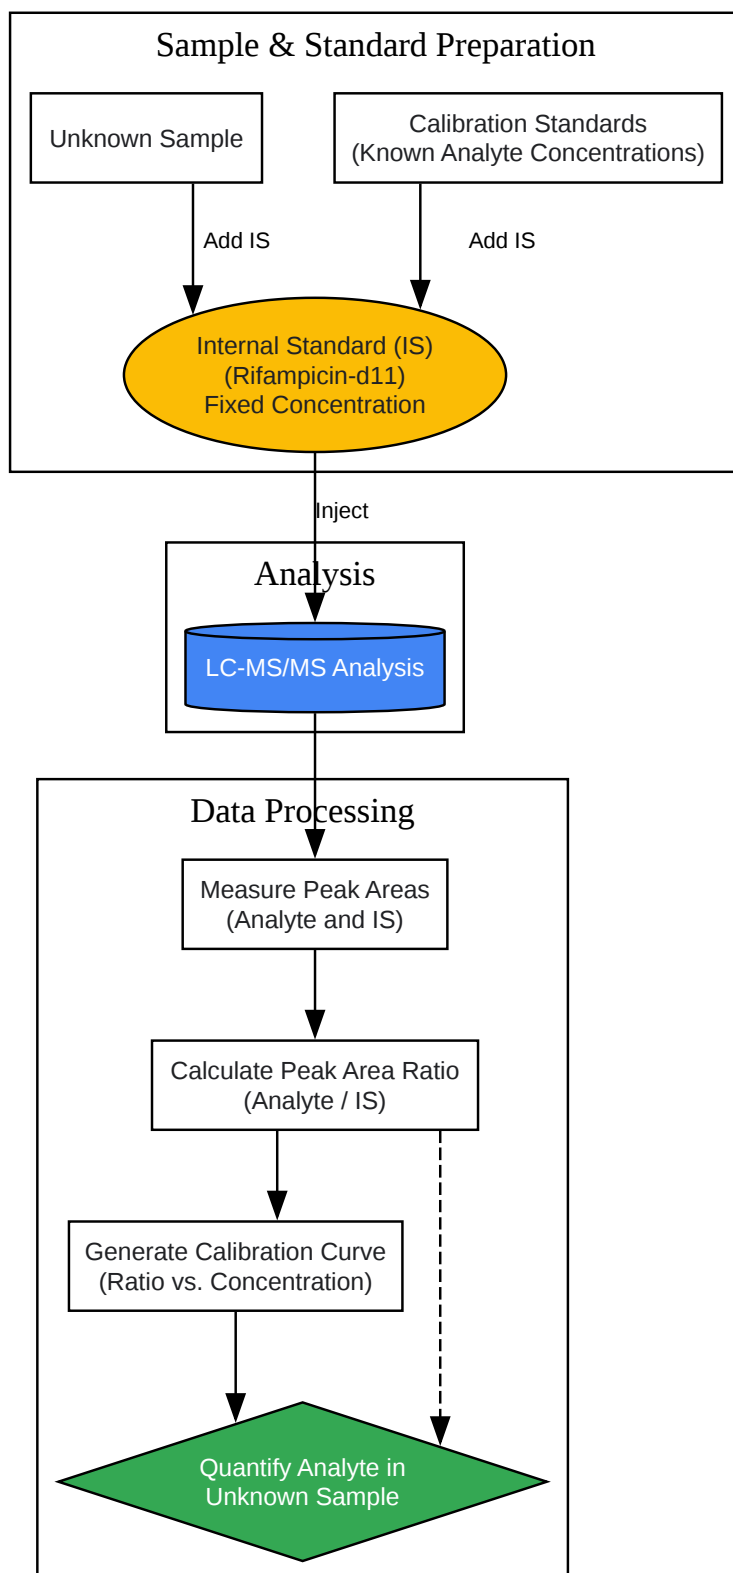 Sample & Standard Preparation
Unknown Sample
Calibration Standards
(Known Analyte Concentrations)
Add IS
Add IS
Internal Standard (IS)
(Rifampicin-d11)
Fixed Concentration
Inject
Analysis
LC-MS/MS Analysis
Data Processing
Measure Peak Areas
(Analyte and IS)
Calculate Peak Area Ratio
(Analyte / IS)
Generate Calibration Curve
(Ratio vs. Concentration)
Quantify Analyte in
Unknown Sample